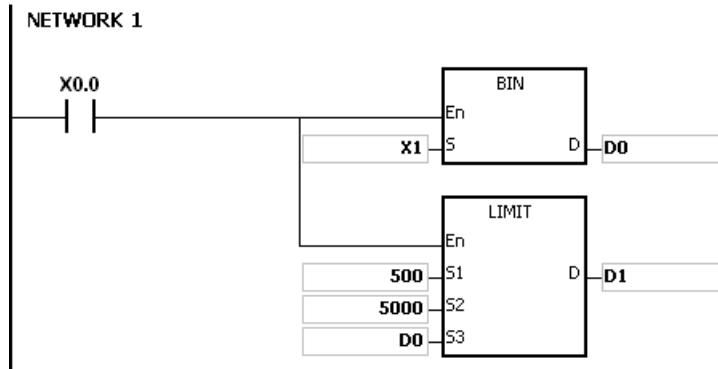 NETWORK 1
X0.0
BIN
En
X1 S D D0
LIMIT
En
500 S1 D D1
5000 S2
D0 S3